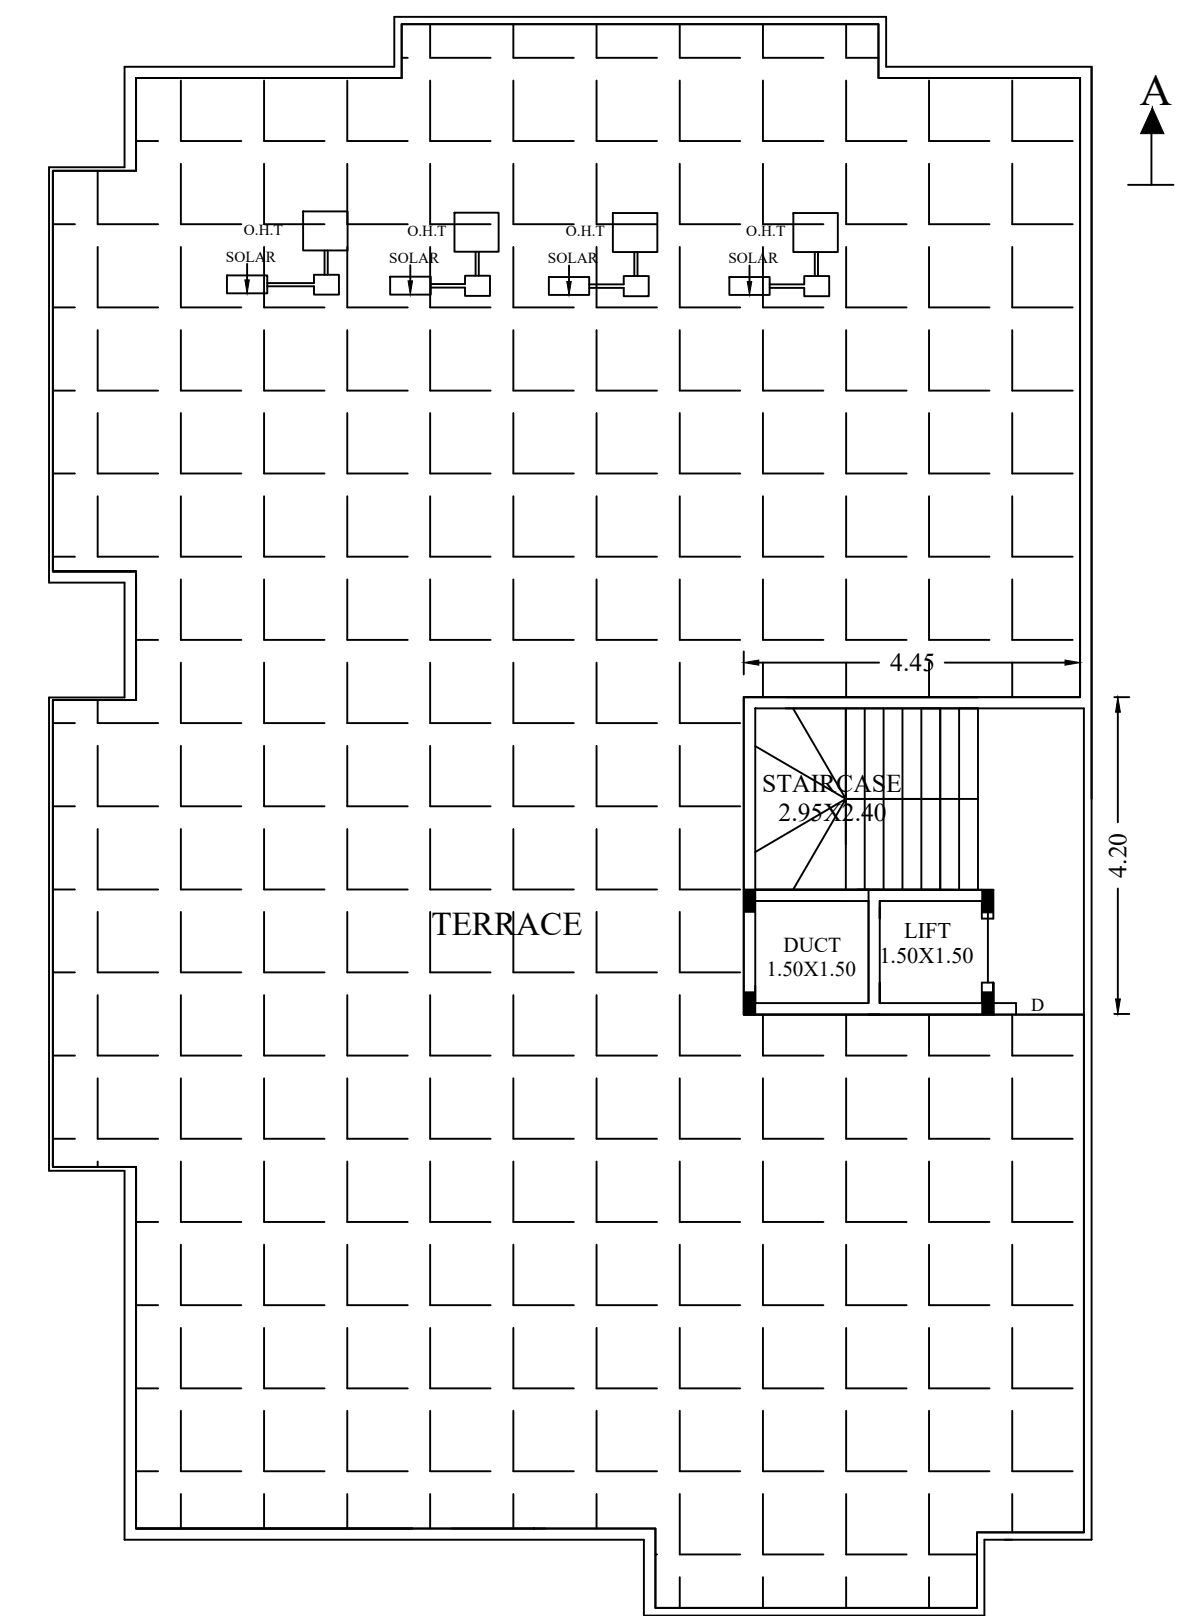 A
O.H.T
O.H.T
O.H.T
O.H.T
SOLAR
SOLAR
SOLAR
SOLAR
4.45
STAIRCASE
2.95X2.40
4.20
TERRACE
DUCT
1.50X1.50
LIFT
1.50X1.50
D